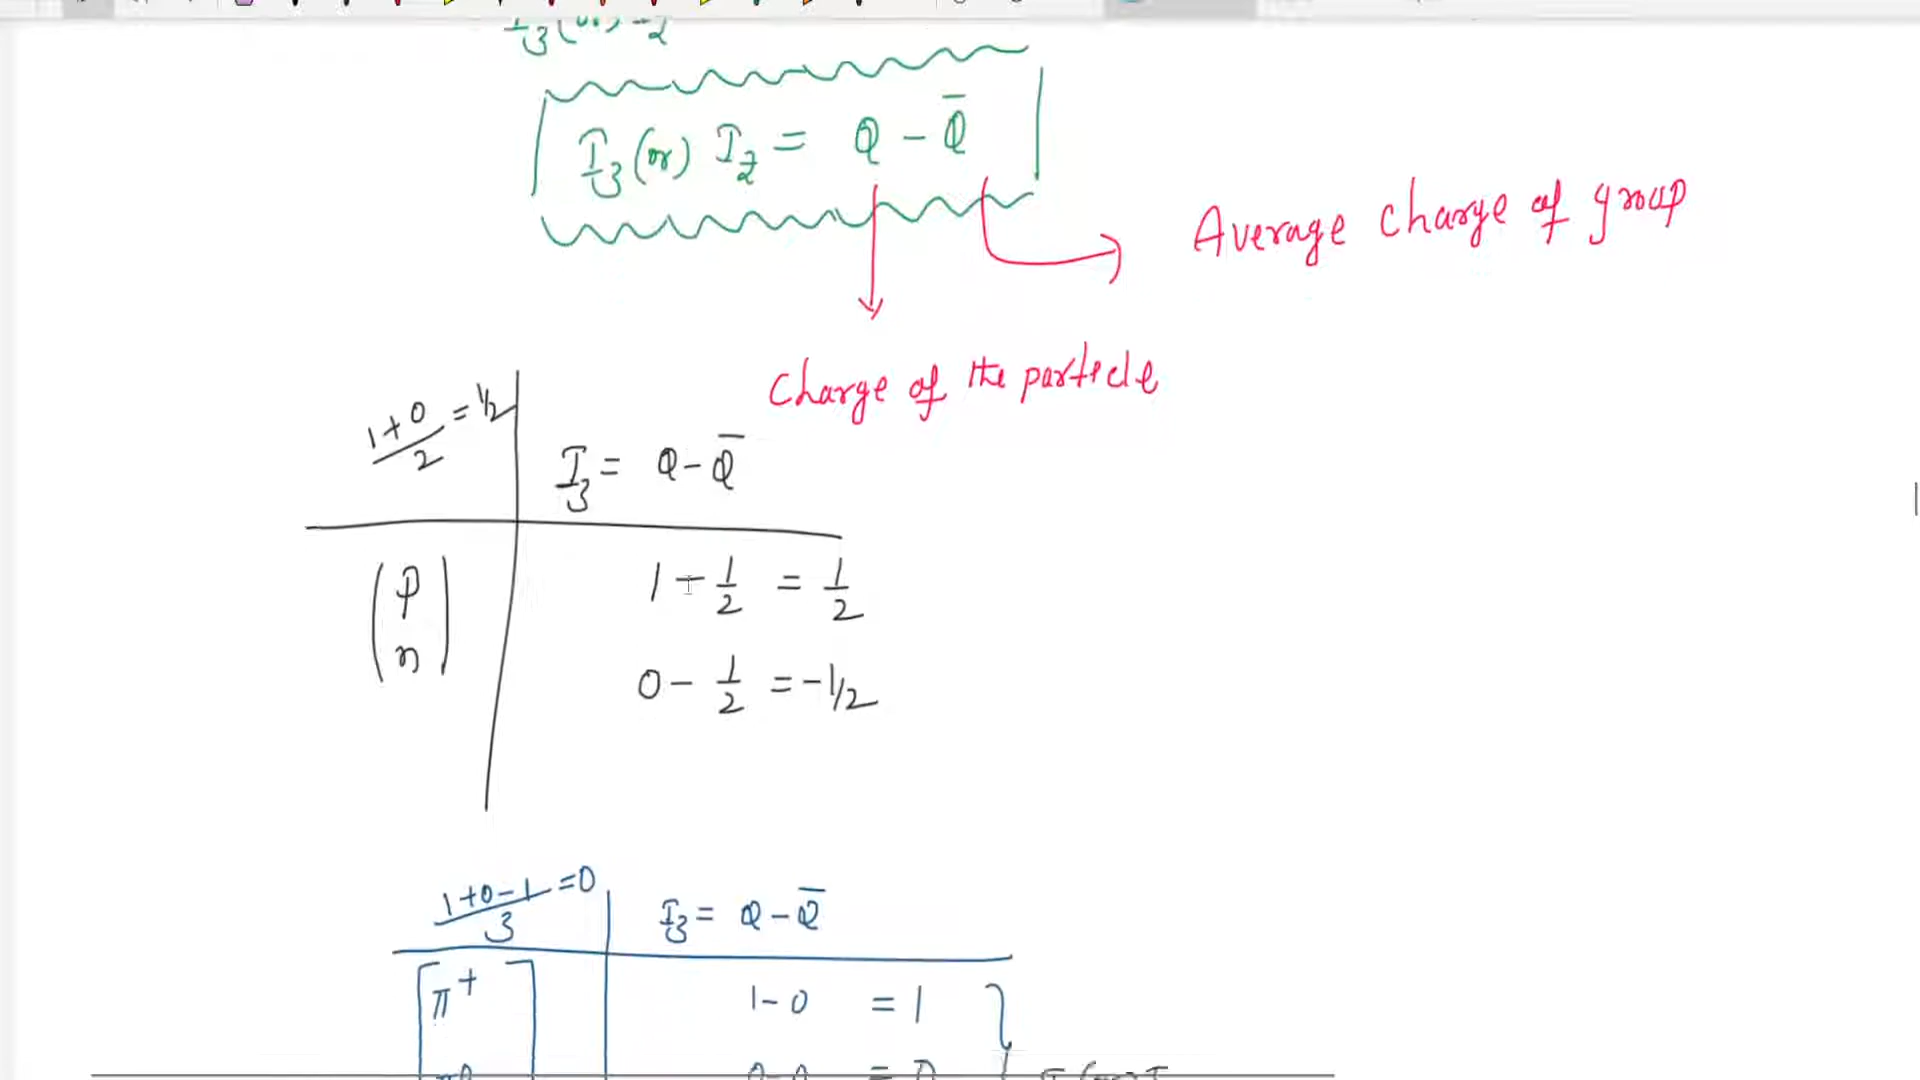 I₃ (or) I_z = Q - Q̅
Average charge of group
Charge of the particle
(1+0)/2 = 1/2
I₃ = Q - Q̅
(p
n)
1 - 1/2 = 1/2
0 - 1/2 = -1/2
(1+0-1)/3 = 0
I₃ = Q - Q̅
π⁺
1 - 0 = 1